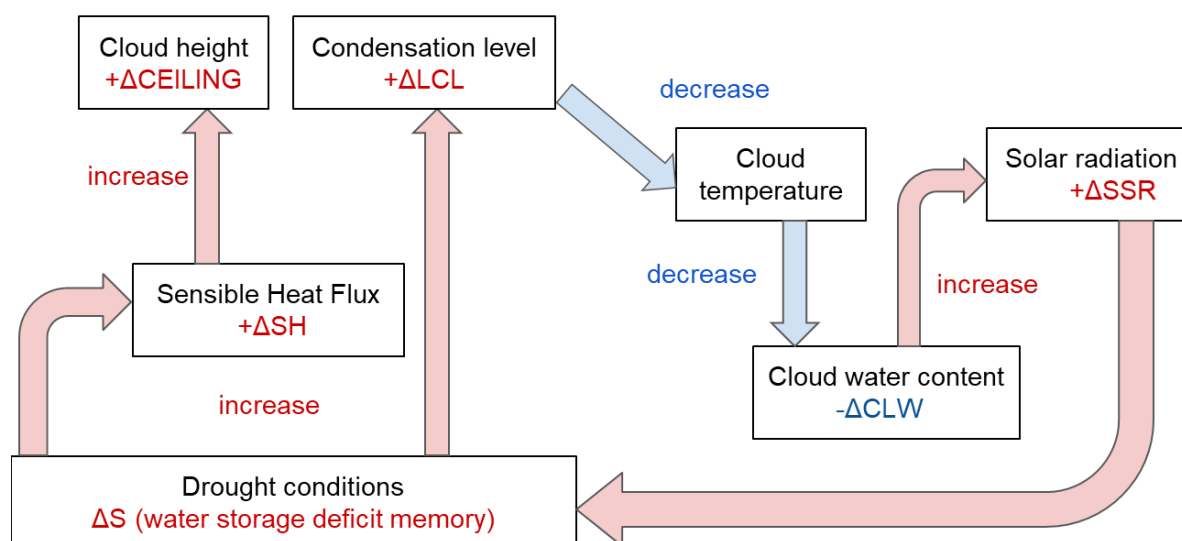 Cloud height
+ΔCEILING
Condensation level
+ΔLCL
decrease
Cloud
temperature
Solar radiation
+ΔSSR
increase
decrease
increase
Sensible Heat Flux
+ΔSH
Cloud water content
-ΔCLW
increase
Drought conditions
ΔS (water storage deficit memory)